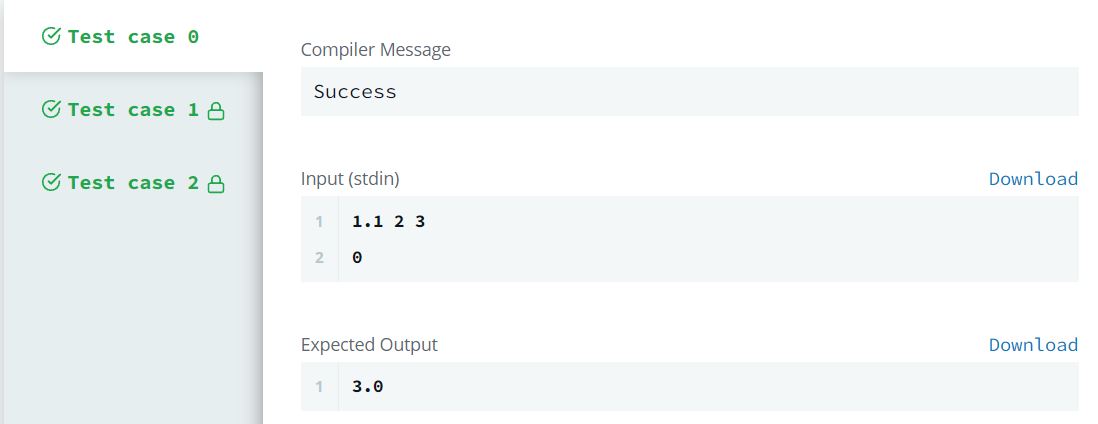 Test case 0
Test case 1
Test case 2
Compiler Message
Success
Input (stdin)
Download
1 1.1 2 3
2 0
Expected Output
Download
1 3.0